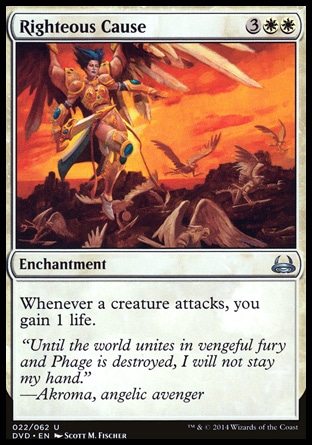 Righteous Cause 3
Enchantment
Whenever a creature attacks, you
gain 1 life.
"Until the world unites in vengeful fury
and Phage is destroyed, I will not stay
my hand."
—Akroma, angelic avenger
022/062 U
DVD • EN Scott M. Fischer ™ & © 2014 Wizards of the Coast